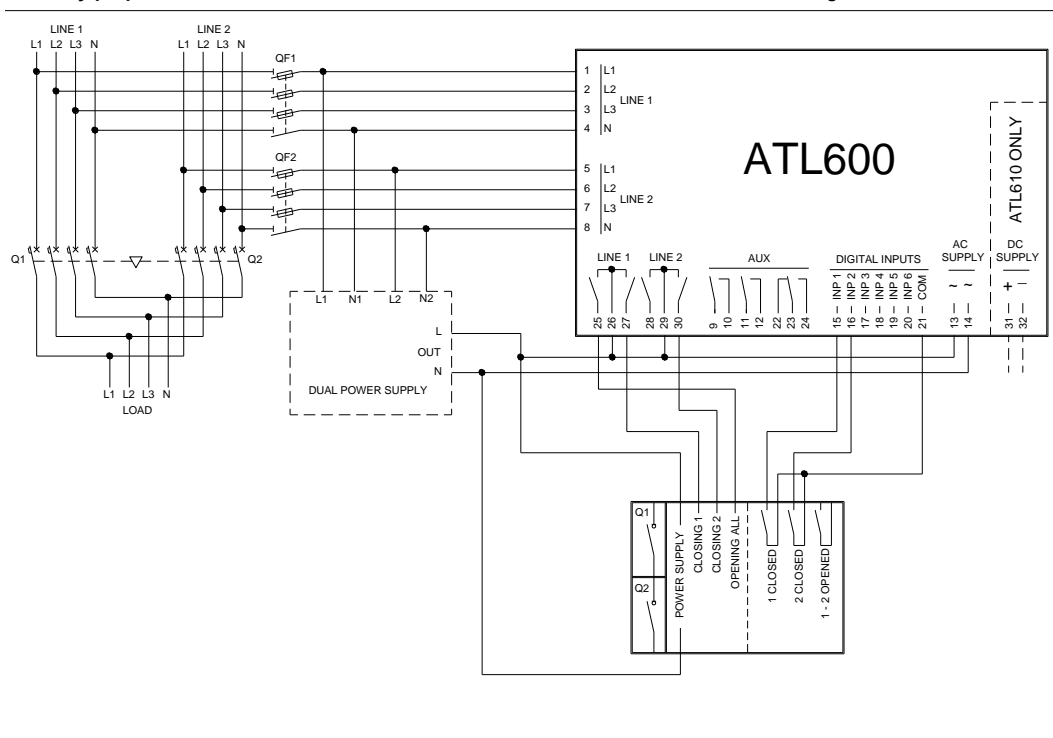 LINE 1 LINE 2
L1 L2 L3 N L1 L2 L3 N
QF1
1 L1
2 L2
3 L3
4 N
LINE 1
QF2
5 L1
6 L2
7 L3
8 N
LINE 2
ATL600
ATL610 ONLY
Q1 Q2
LINE 1 LINE 2 AUX DIGITAL INPUTS
AC
SUPPLY
DC
SUPPLY
25 26 27 28 29 30 9 10 11 12 22 23 24
15 – INP 1
16 – INP 2
17 – INP 3
18 – INP 4
19 – INP 5
20 – INP 6
21 – COM
13 – ~
14 – ~
31 – +
32 – –
L1 N1 L2 N2
L
OUT
N
DUAL POWER SUPPLY
L1 L2 L3 N
LOAD
Q1
Q2
POWER SUPPLY
CLOSING 1
CLOSING 2
OPENING ALL
1 CLOSED
2 CLOSED
1 - 2 OPENED